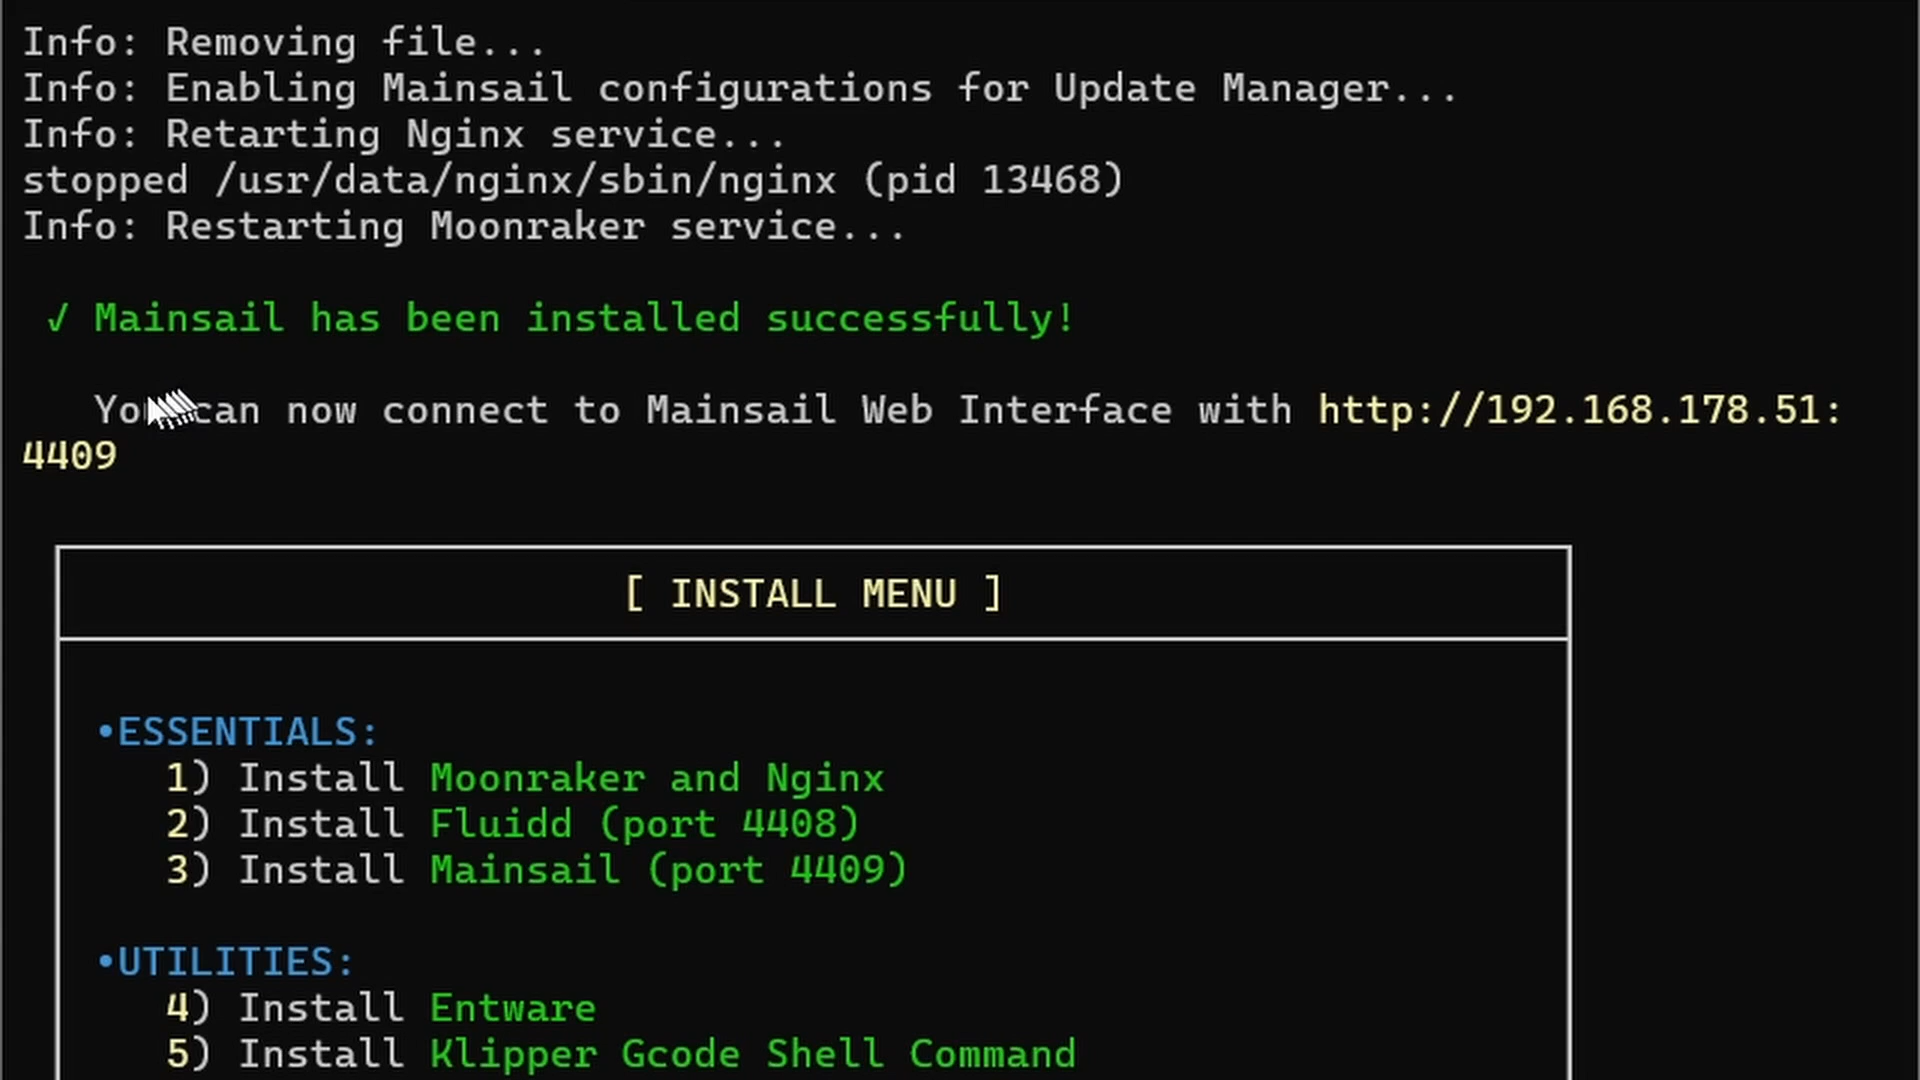 Info: Removing file...
Info: Enabling Mainsail configurations for Update Manager...
Info: Retarting Nginx service...
stopped /usr/data/nginx/sbin/nginx (pid 13468)
Info: Restarting Moonraker service...
✓ Mainsail has been installed successfully!
You can now connect to Mainsail Web Interface with http://192.168.178.51:
4409
[ INSTALL MENU ]
•ESSENTIALS:
1) Install Moonraker and Nginx
2) Install Fluidd (port 4408)
3) Install Mainsail (port 4409)
•UTILITIES:
4) Install Entware
5) Install Klipper Gcode Shell Command